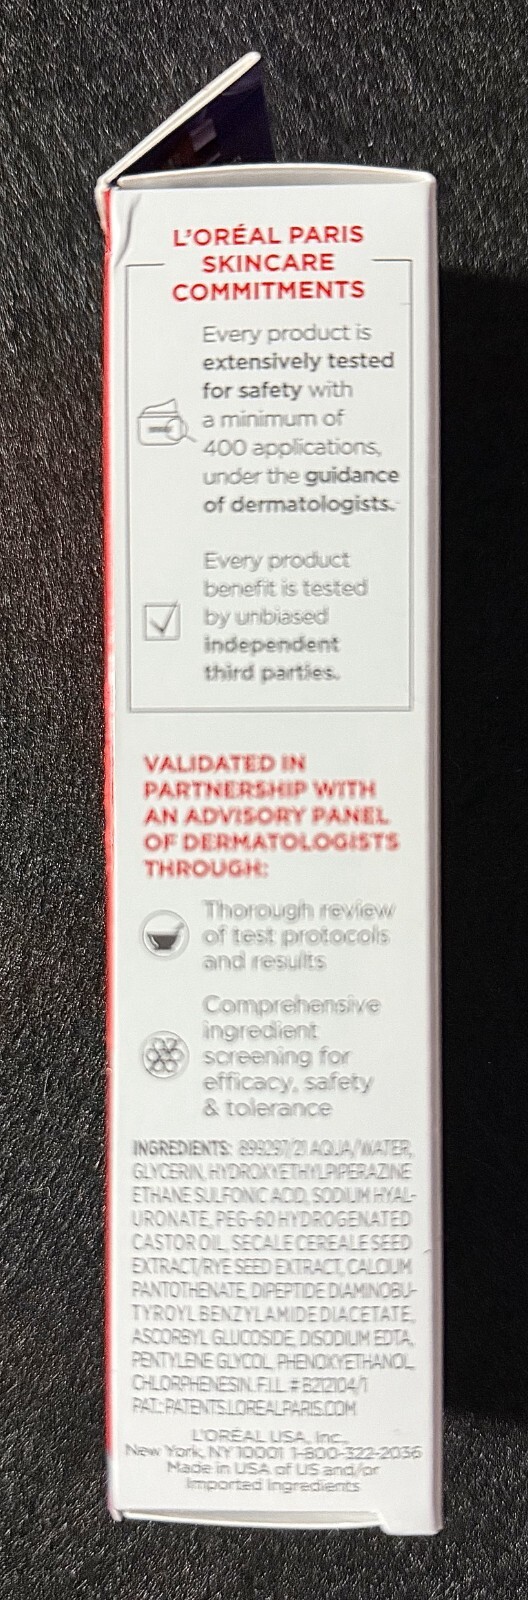 L'ORÉAL PARIS
SKINCARE
COMMITMENTS
Every product is
extensively tested
for safety with
a minimum of
400 applications,
under the guidance
of dermatologists.
Every product
benefit is tested
by unbiased
independent
third parties.
VALIDATED IN
PARTNERSHIP WITH
AN ADVISORY PANEL
OF DERMATOLOGISTS
THROUGH:
Thorough review
of test protocols
and results
Comprehensive
ingredient
screening for
efficacy, safety
& tolerance
INGREDIENTS: 899297/21 AQUA/WATER,
GLYCERIN, HYDROXYETHYLPIPERAZINE
ETHANE SULFONIC ACID, SODIUM HYAL-
URONATE, PEG-60 HYDROGENATED
CASTOR OIL, SECALE CEREALE SEED
EXTRACT/RYE SEED EXTRACT, CALCIUM
PANTOTHENATE, DIPEPTIDE DIAMINOBU-
TYROYL BENZYLAMIDE DIACETATE,
ASCORBYL GLUCOSIDE, DISODIUM EDTA,
PENTYLENE GLYCOL, PHENOXYETHANOL,
CHLORPHENESIN. F.I.L. # B212104/1
PAT.: PATENTS.LOREALPARIS.COM
L'ORÉAL USA, Inc.,
New York, NY 10001 1-800-322-2036
Made in USA of US and/or
Imported Ingredients